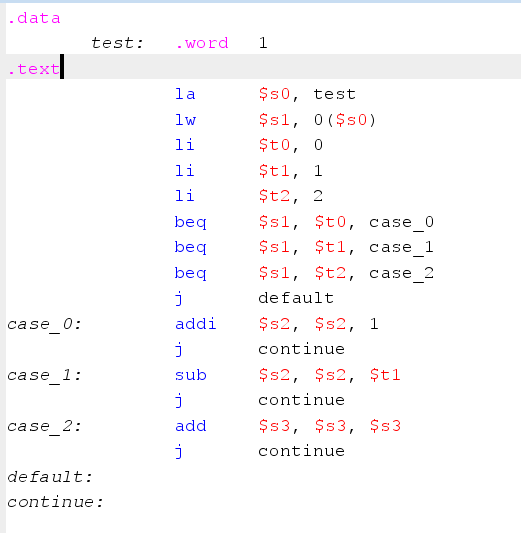 .data
test: .word 1
.text
la $s0, test
lw $s1, 0($s0)
li $t0, 0
li $t1, 1
li $t2, 2
beq $s1, $t0, case_0
beq $s1, $t1, case_1
beq $s1, $t2, case_2
j default
case_0: addi $s2, $s2, 1
j continue
case_1: sub $s2, $s2, $t1
j continue
case_2: add $s3, $s3, $s3
j continue
default:
continue: